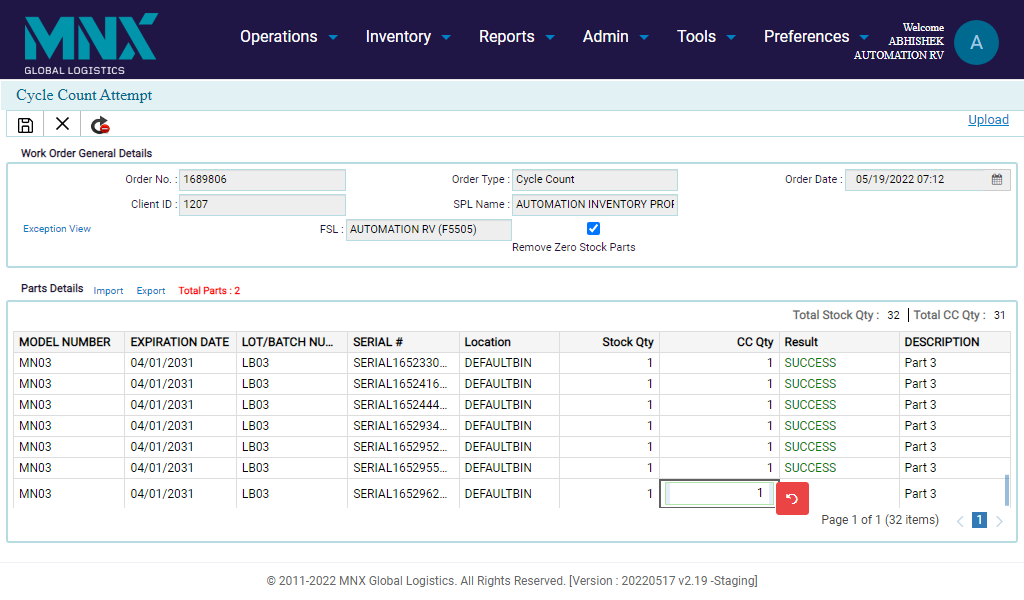 MNX
GLOBAL LOGISTICS
Operations Inventory Reports Admin Tools Preferences
Welcome
ABHISHEK
AUTOMATION RV
A
Cycle Count Attempt
Upload
Work Order General Details
Order No. : 1689806 Order Type : Cycle Count Order Date : 05/19/2022 07:12
Client ID : 1207 SPL Name : AUTOMATION INVENTORY PROF
Exception View FSL : AUTOMATION RV (F5505)
Remove Zero Stock Parts
Parts Details Import Export Total Parts : 2
Total Stock Qty : 32 Total CC Qty : 31
MODEL NUMBER EXPIRATION DATE LOT/BATCH NU... SERIAL # Location Stock Qty CC Qty Result DESCRIPTION
MN03 04/01/2031 LB03 SERIAL1652330... DEFAULTBIN 1 1 SUCCESS Part 3
MN03 04/01/2031 LB03 SERIAL1652416... DEFAULTBIN 1 1 SUCCESS Part 3
MN03 04/01/2031 LB03 SERIAL1652444... DEFAULTBIN 1 1 SUCCESS Part 3
MN03 04/01/2031 LB03 SERIAL1652934... DEFAULTBIN 1 1 SUCCESS Part 3
MN03 04/01/2031 LB03 SERIAL1652952... DEFAULTBIN 1 1 SUCCESS Part 3
MN03 04/01/2031 LB03 SERIAL1652955... DEFAULTBIN 1 1 SUCCESS Part 3
MN03 04/01/2031 LB03 SERIAL1652962... DEFAULTBIN 1 1 Part 3
Page 1 of 1 (32 items) 1
© 2011-2022 MNX Global Logistics. All Rights Reserved. [Version : 20220517 v2.19 -Staging]